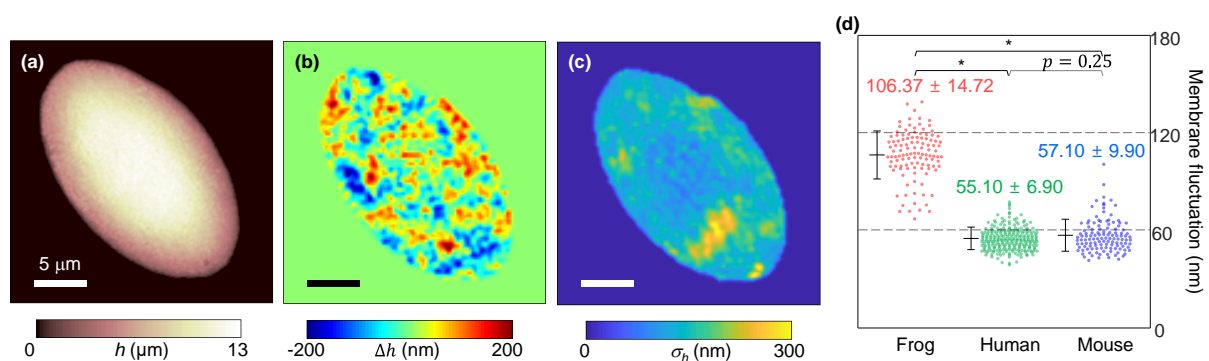 (a)
5 μm
0 h (μm) 13
(b)
-200 Δh (nm) 200
(c)
0 σh (nm) 300
(d)
*
* p = 0.25
106.37 ± 14.72
57.10 ± 9.90
55.10 ± 6.90
180
120
60
0
Membrane fluctuation (nm)
Frog Human Mouse